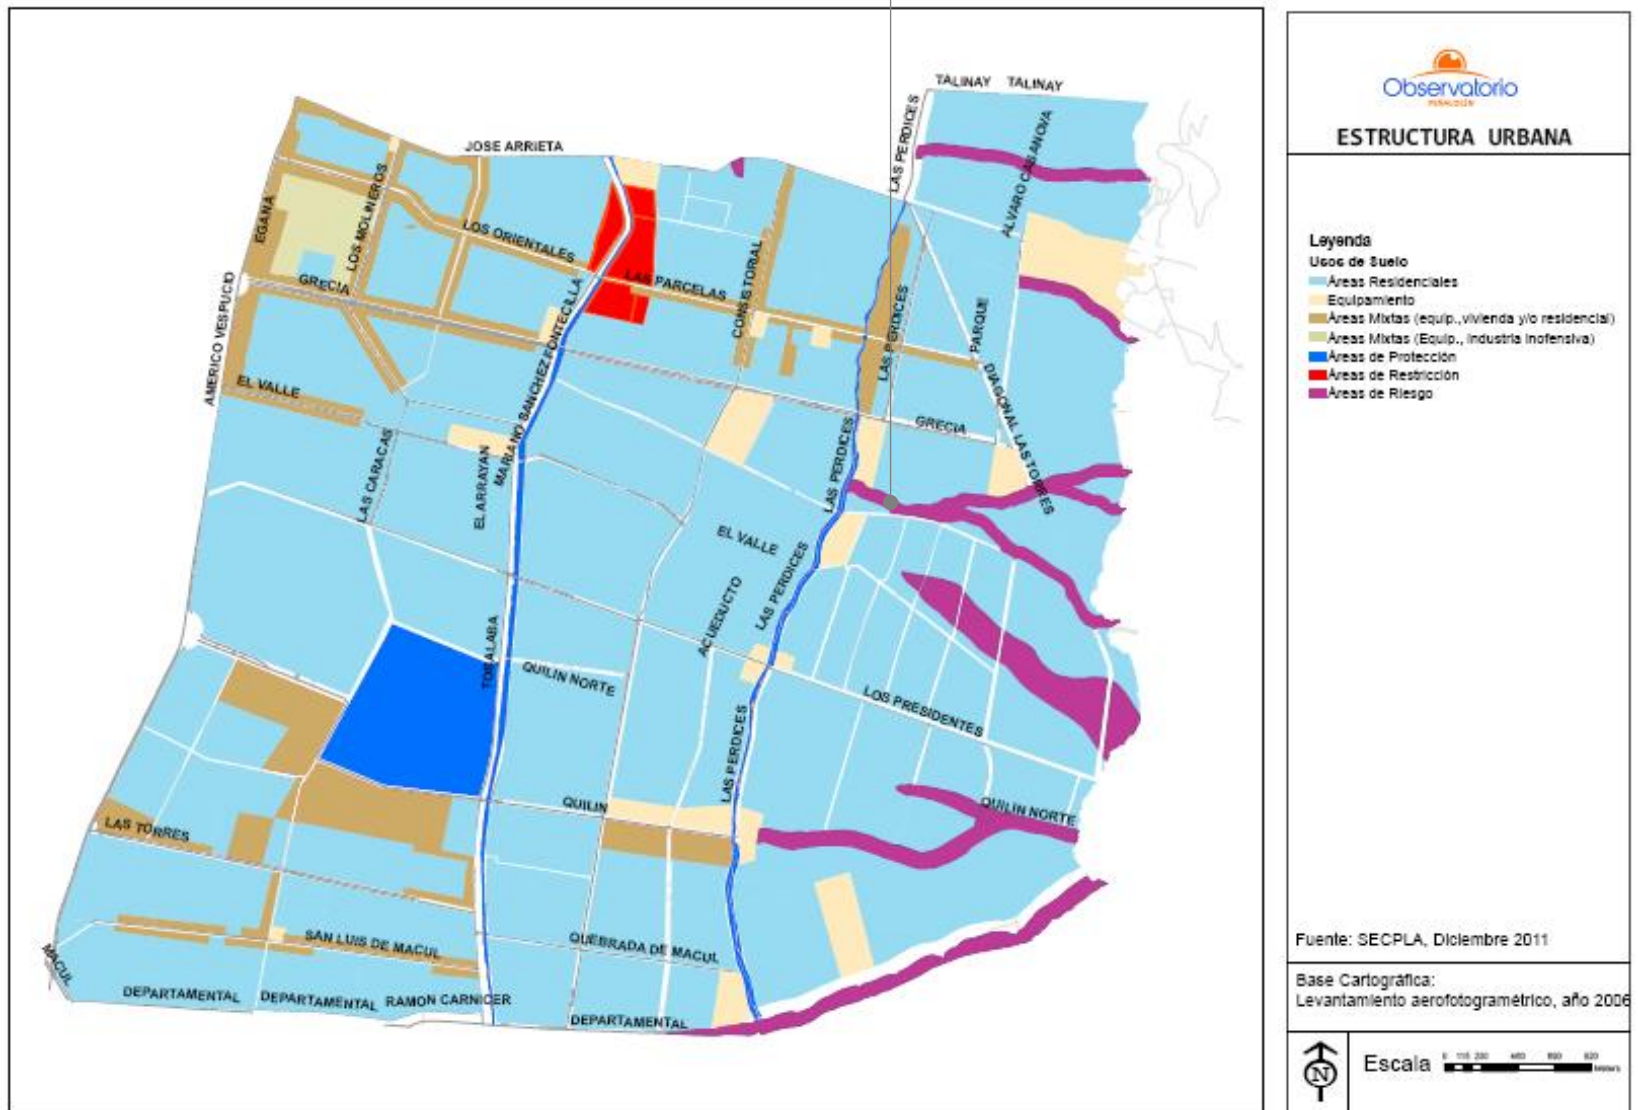 TALINAY TALINAY
LAS PERDICES
ALVARO CASANOVA
JOSE ARRIETA
EGAÑA
LOS MOLINEROS
LOS ORIENTALES
LAS PARCELAS
CONSISTORIAL
GRECIA
AMERICO VESPUCIO
MARIANO SANCHEZ FONTECILLA
LAS PERDICES
PARQUE
DIAGONAL LAS TORRES
EL VALLE
GRECIA
LAS CARACAS
EL ARRAYAN
LAS PERDICES
EL VALLE
LAS PERDICES
ACUEDUCTO
TOBALABA
QUILIN NORTE
LOS PRESIDENTES
LAS PERDICES
QUILIN
QUILIN NORTE
LAS TORRES
SAN LUIS DE MACUL
QUEBRADA DE MACUL
MACUL
DEPARTAMENTAL
DEPARTAMENTAL
RAMON CARNICER
DEPARTAMENTAL
Observatorio
PEÑALOLÉN
ESTRUCTURA URBANA
Leyenda
Usos de Suelo
Áreas Residenciales
Equipamiento
Áreas Mixtas (equip.,vivienda y/o residencial)
Áreas Mixtas (Equip., Industria Inofensiva)
Áreas de Protección
Áreas de Restricción
Áreas de Riesgo
Fuente: SECPLA, Diciembre 2011
Base Cartográfica:
Levantamiento aerofotogramétrico, año 2006
N
Escala